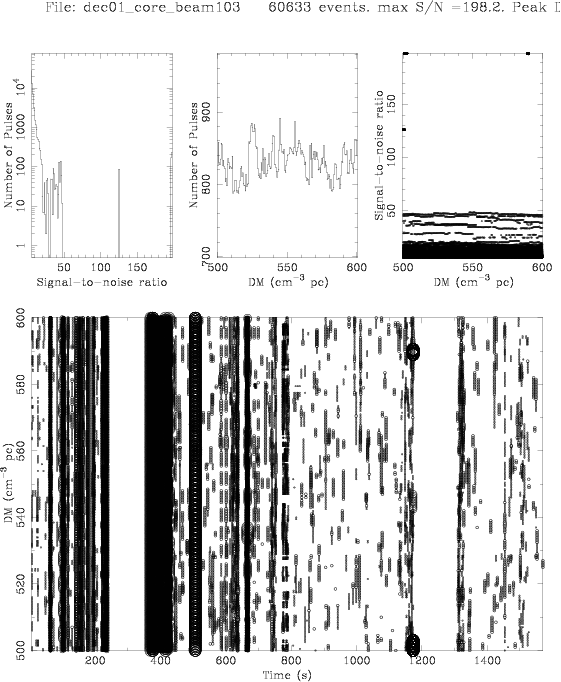 File: dec01_core_beam103 60633 events. max S/N =198.2. Peak D
Number of Pulses
10⁴
1000
100
10
1
50 100 150
Signal-to-noise ratio
Number of Pulses
900
800
700
500 550 600
DM (cm⁻³ pc)
Signal-to-noise ratio
150
100
50
500 550 600
DM (cm⁻³ pc)
DM (cm⁻³ pc)
600
580
560
540
520
500
200 400 600 800 1000 1200 1400
Time (s)